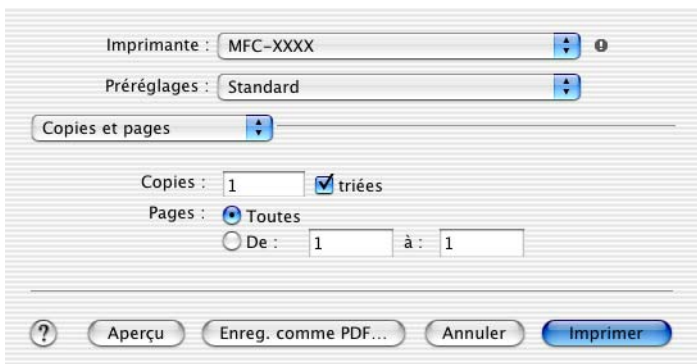 Imprimante : MFC-XXXX
Préréglages : Standard
Copies et pages
Copies : 1 triées
Pages : Toutes
De : 1 à : 1
? Aperçu Enreg. comme PDF... Annuler Imprimer